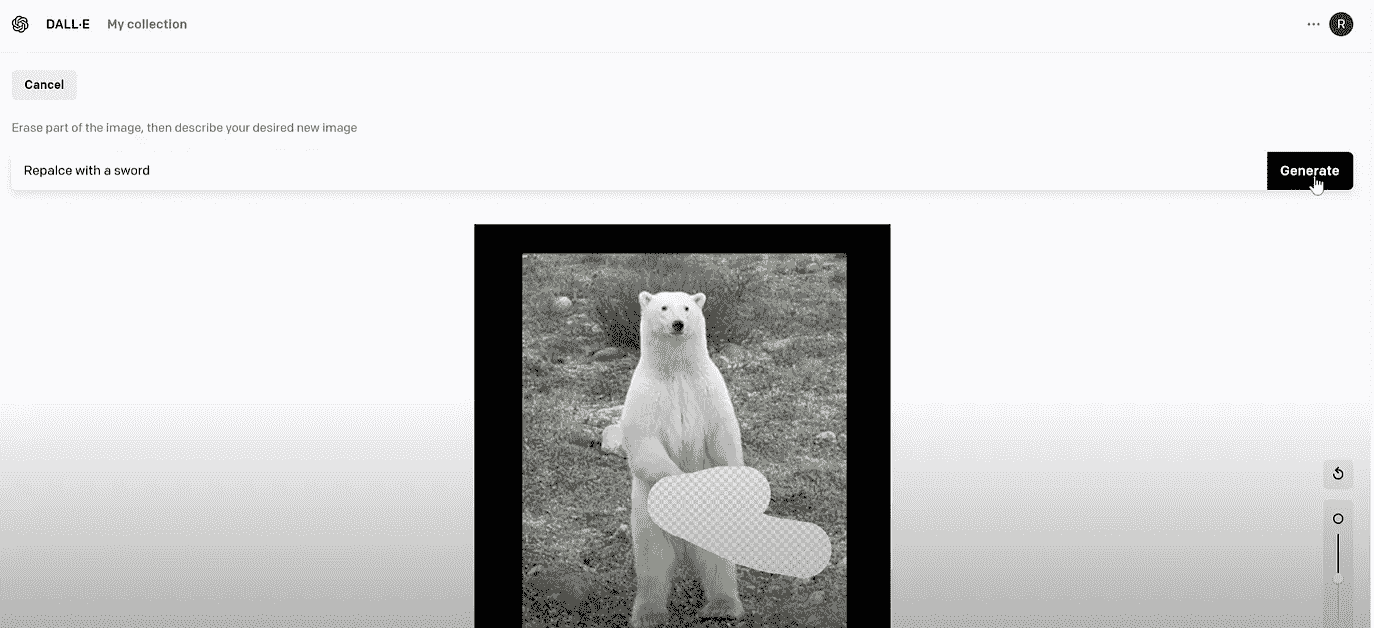 DALL·E My collection ... R
Cancel
Erase part of the image, then describe your desired new image
Repalce with a sword Generate